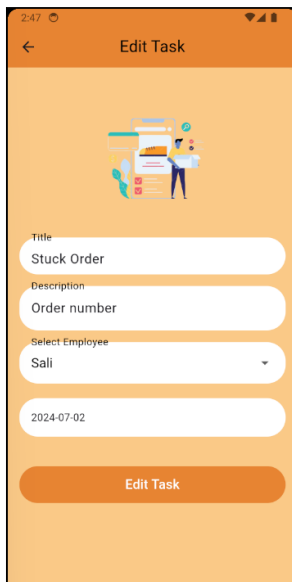 2:47
Edit Task
Title
Stuck Order
Description
Order number
Select Employee
Sali
2024-07-02
Edit Task